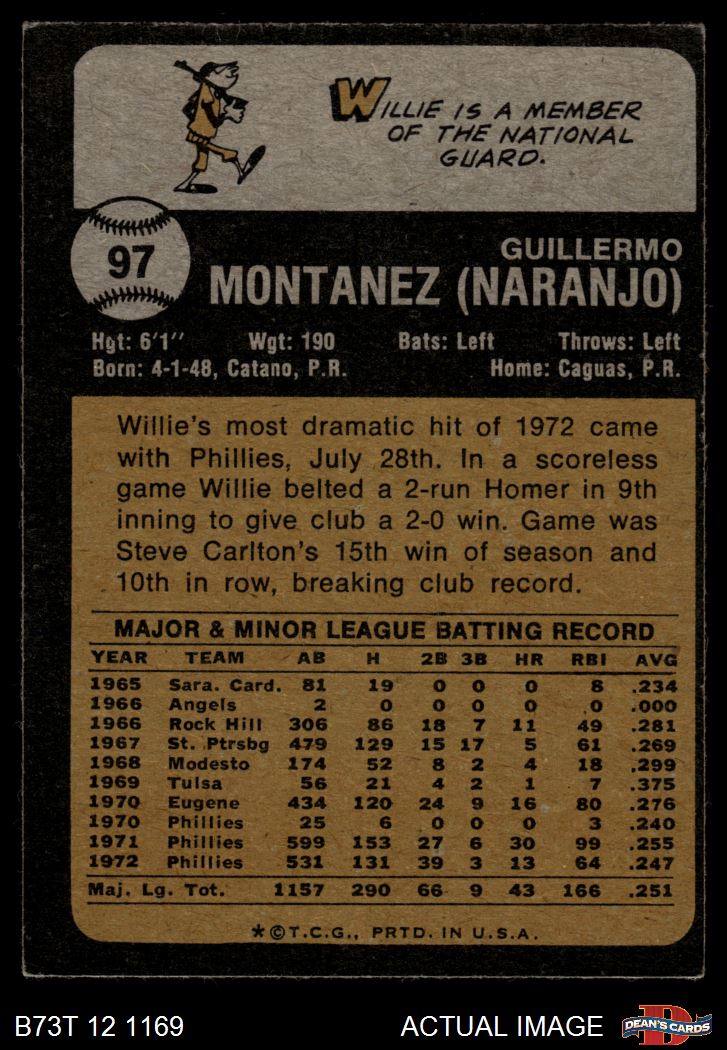 WILLIE IS A MEMBER
OF THE NATIONAL
GUARD.
97
GUILLERMO
MONTANEZ (NARANJO)
Hgt: 6'1" Wgt: 190 Bats: Left Throws: Left
Born: 4-1-48, Catano, P.R. Home: Caguas, P.R.
Willie's most dramatic hit of 1972 came
with Phillies, July 28th. In a scoreless
game Willie belted a 2-run Homer in 9th
inning to give club a 2-0 win. Game was
Steve Carlton's 15th win of season and
10th in row, breaking club record.
MAJOR & MINOR LEAGUE BATTING RECORD
YEAR TEAM AB H 2B 3B HR RBI AVG
1965 Sara. Card. 81 19 0 0 0 8 .234
1966 Angels 2 0 0 0 0 0 .000
1966 Rock Hill 306 86 18 7 11 49 .281
1967 St. Ptrsbg 479 129 15 17 5 61 .269
1968 Modesto 174 52 8 2 4 18 .299
1969 Tulsa 56 21 4 2 1 7 .375
1970 Eugene 434 120 24 9 16 80 .276
1970 Phillies 25 6 0 0 0 3 .240
1971 Phillies 599 153 27 6 30 99 .255
1972 Phillies 531 131 39 3 13 64 .247
Maj. Lg. Tot. 1157 290 66 9 43 166 .251
*©T.C.G., PRTD. IN U.S.A.
B73T 12 1169 ACTUAL IMAGE
D
DEAN'S CARDS